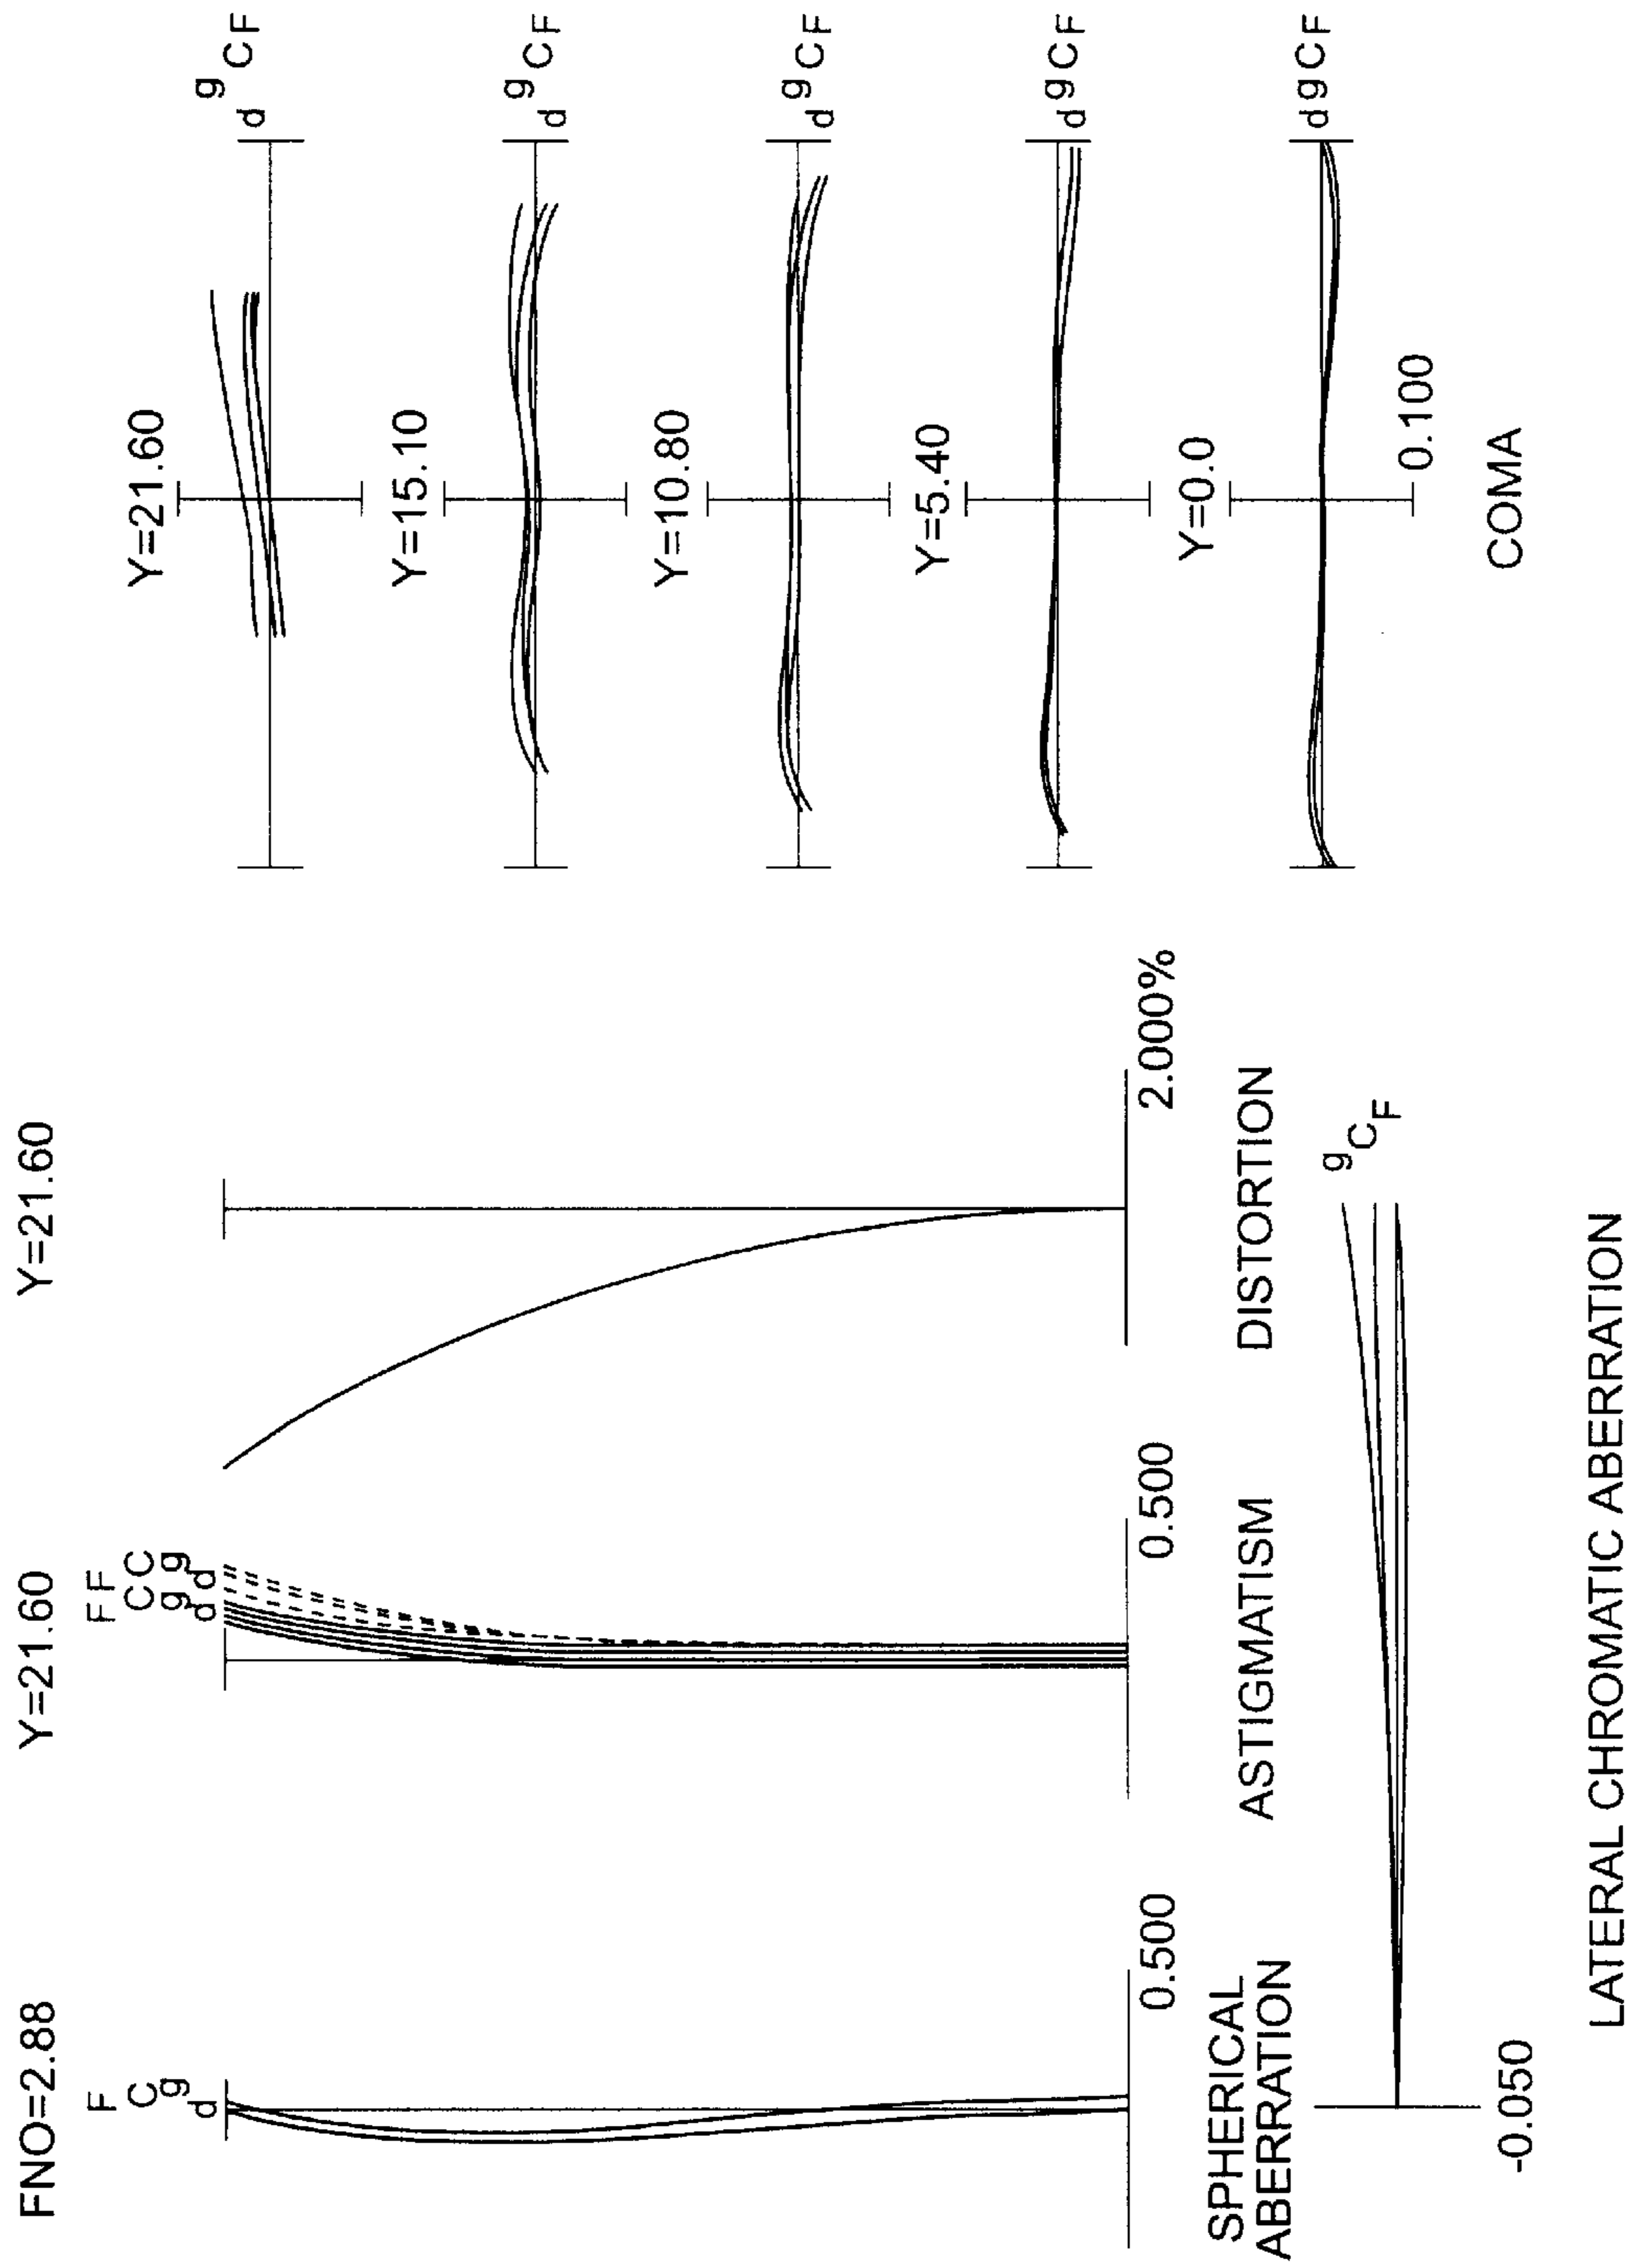 FNO=2.88
F
C
g
d
0.500
SPHERICAL
ABERRATION
Y=21.60
F F
C C
g g
d d
0.500
ASTIGMATISM
Y=21.60
2.000%
DISTORTION
Y=21.60
d g C F
Y=15.10
d g C F
Y=10.80
d g C F
Y=5.40
d g C F
Y=0.0
d g C F
0.100
COMA
g C F
-0.050
LATERAL CHROMATIC ABERRATION